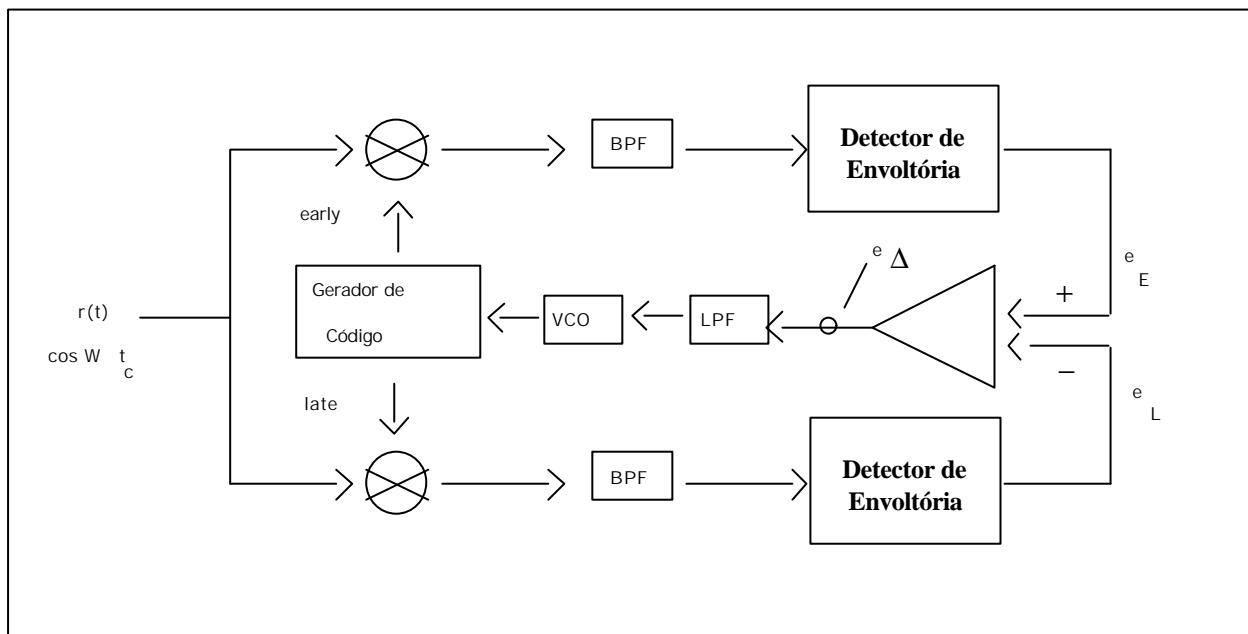 BPF
Detector de
Envoltória
early
e Δ
e E
Gerador de
Código
VCO
LPF
+
r(t)
cos W t c
−
late
e L
BPF
Detector de
Envoltória